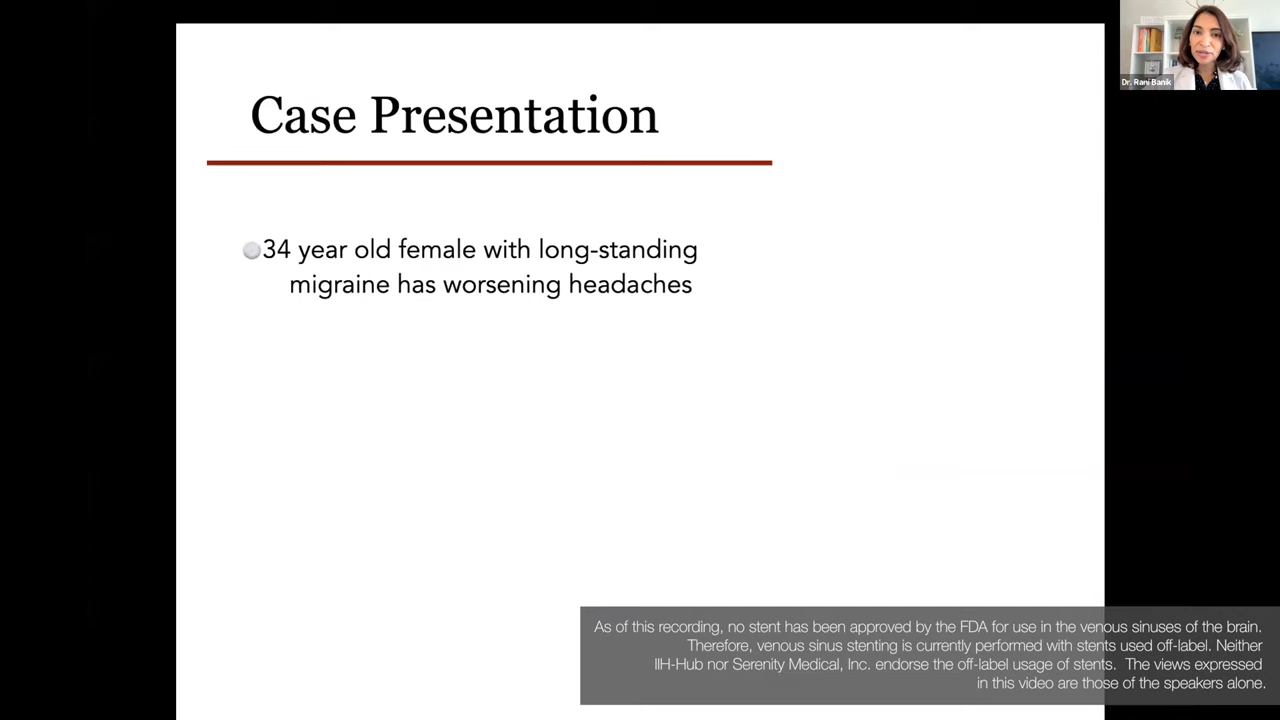 Case Presentation
Dr. Rani Banik
34 year old female with long-standing
migraine has worsening headaches
As of this recording, no stent has been approved by the FDA for use in the venous sinuses of the brain.
Therefore, venous sinus stenting is currently performed with stents used off-label. Neither
IIH-Hub nor Serenity Medical, Inc. endorse the off-label usage of stents.  The views expressed
in this video are those of the speakers alone.